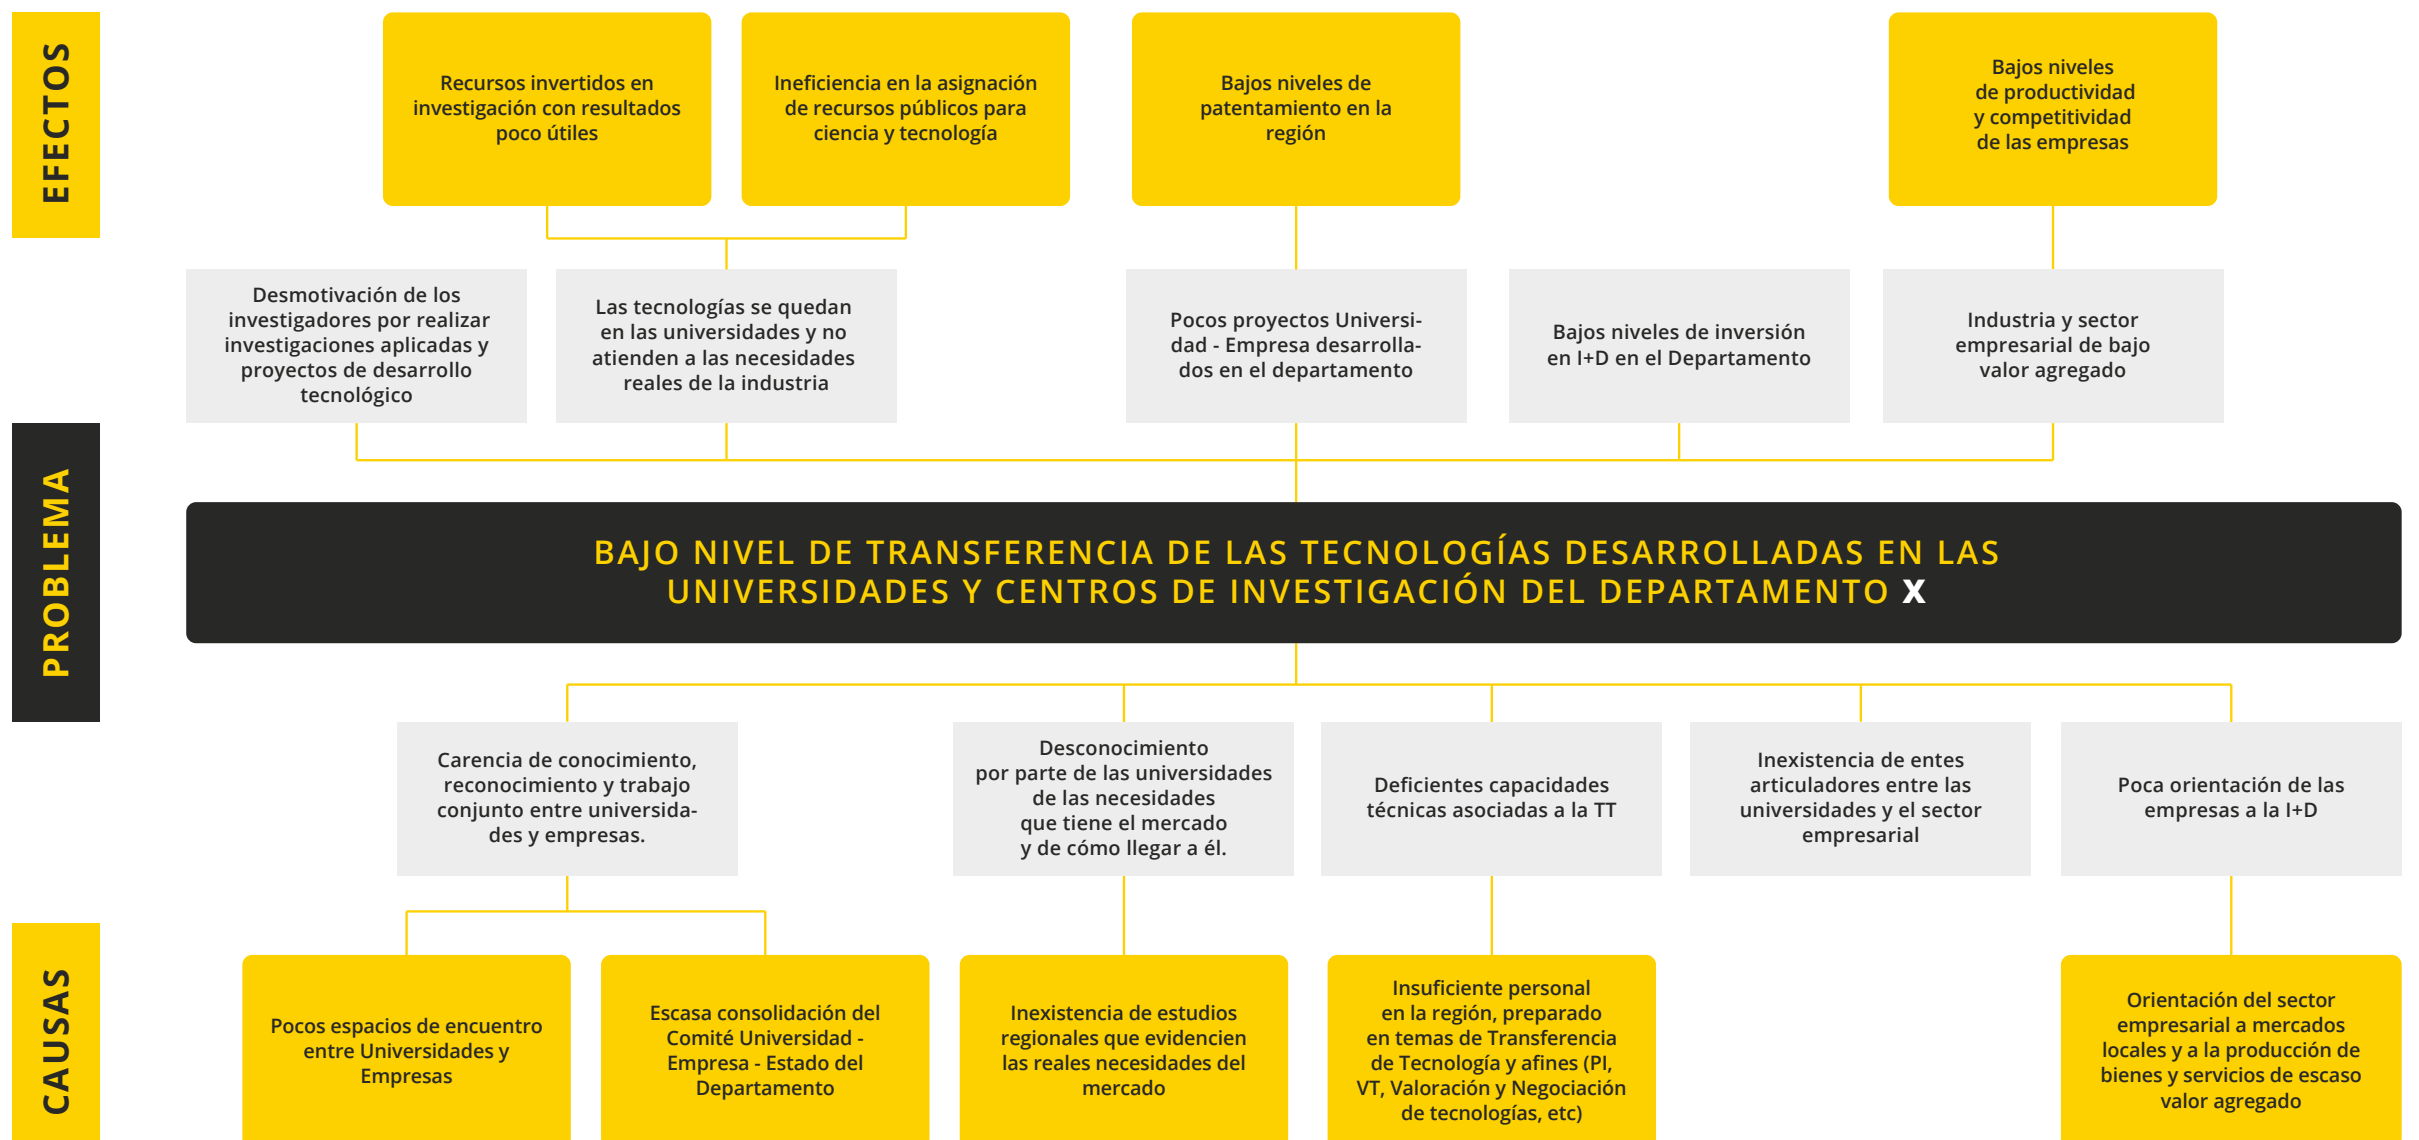 EFECTOS
Recursos invertidos en
investigación con resultados
poco útiles
Ineficiencia en la asignación
de recursos públicos para
ciencia y tecnología
Bajos niveles de
patentamiento en la
región
Bajos niveles
de productividad
y competitividad
de las empresas
Desmotivación de los
investigadores por realizar
investigaciones aplicadas y
proyectos de desarrollo
tecnológico
Las tecnologías se quedan
en las universidades y no
atienden a las necesidades
reales de la industria
Pocos proyectos Universi-
dad - Empresa desarrolla-
dos en el departamento
Bajos niveles de inversión
en I+D en el Departamento
Industria y sector
empresarial de bajo
valor agregado
PROBLEMA
BAJO NIVEL DE TRANSFERENCIA DE LAS TECNOLOGÍAS DESARROLLADAS EN LAS
UNIVERSIDADES Y CENTROS DE INVESTIGACIÓN DEL DEPARTAMENTO X
Carencia de conocimiento,
reconocimiento y trabajo
conjunto entre universida-
des y empresas.
Desconocimiento
por parte de las universidades
de las necesidades
que tiene el mercado
y de cómo llegar a él.
Deficientes capacidades
técnicas asociadas a la TT
Inexistencia de entes
articuladores entre las
universidades y el sector
empresarial
Poca orientación de las
empresas a la I+D
CAUSAS
Pocos espacios de encuentro
entre Universidades y
Empresas
Escasa consolidación del
Comité Universidad -
Empresa - Estado del
Departamento
Inexistencia de estudios
regionales que evidencien
las reales necesidades del
mercado
Insuficiente personal
en la región, preparado
en temas de Transferencia
de Tecnología y afines (PI,
VT, Valoración y Negociación
de tecnologías, etc)
Orientación del sector
empresarial a mercados
locales y a la producción de
bienes y servicios de escaso
valor agregado